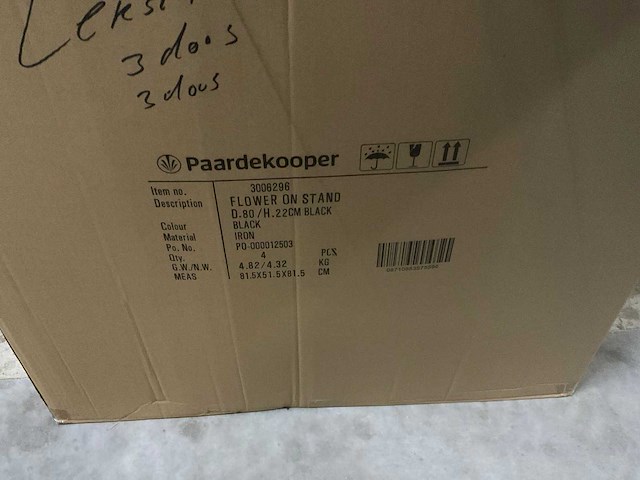 3 doos
3 doos
Paardekooper
Item no. 3006296
Description FLOWER ON STAND
D.80/H.22CM BLACK
Colour BLACK
Material IRON
Po. No. PO-000012503
Qty. 4 PCS
G.W./N.W. 4.82/4.32 KG
MEAS 81.5X51.5X81.5 CM